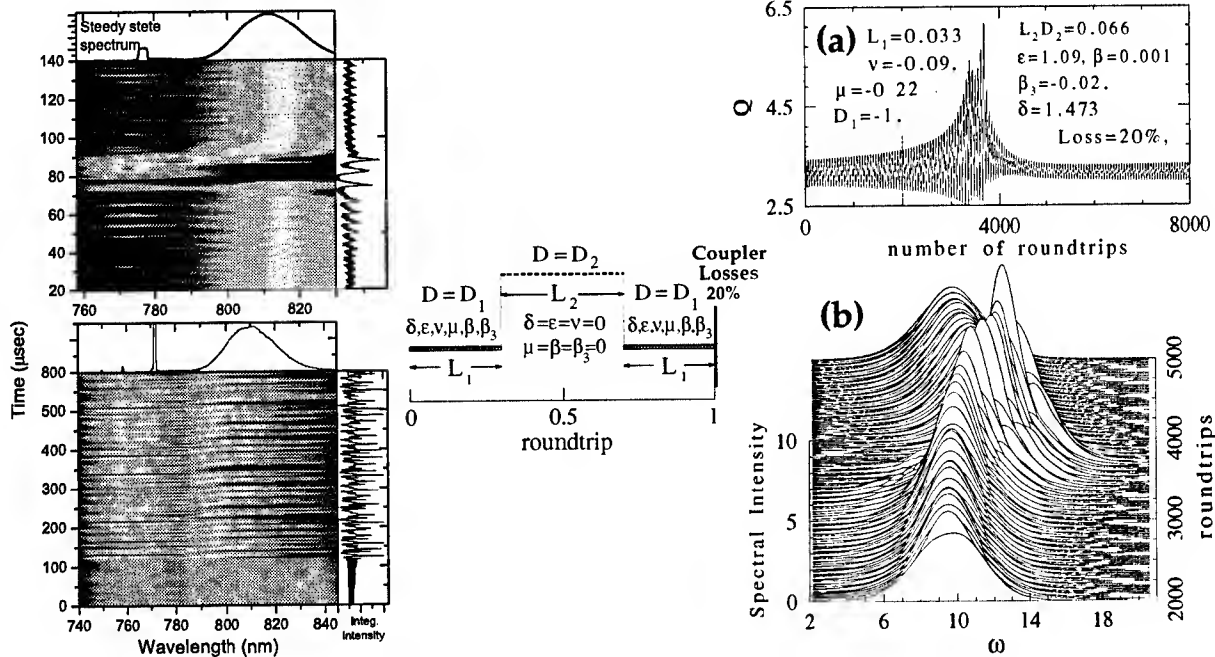 Steady stete
spectrum
140
120
100
80
60
40
20
760 780 800 820
Time (μsec)
800
500
400
300
200
100
0
740 760 780 800 820 840
Wavelength (nm)
Integ.
Intensity
D=D1
δ,ε,ν,μ,β,β3
L1
D=D2
L2
δ=ε=ν=0
μ=β=β3=0
Coupler
Losses
20%
D=D1
δ,ε,ν,μ,β,β3
L1
0 0.5 1
roundtrip
(a)
L1=0.033
ν=-0.09,
μ=-0 22
D1=-1.
L2D2=0.066
ε=1.09, β=0.001
β3=-0.02.
δ=1.473
Loss=20%,
Q
6.5
4.5
2.5
0 4000 8000
number of roundtrips
(b)
Spectral Intensity
10
5
0
2 6 10 14 18
ω
5000
4000
3000
2000
roundtrips